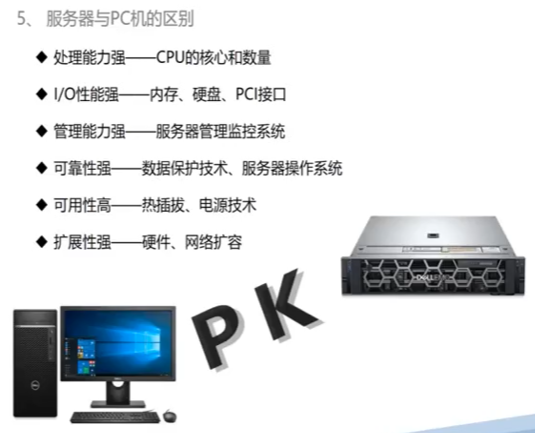 5、 服务器与PC机的区别
◆ 处理能力强——CPU的核心和数量
◆ I/O性能强——内存、硬盘、PCI接口
◆ 管理能力强——服务器管理监控系统
◆ 可靠性强——数据保护技术、服务器操作系统
◆ 可用性高——热插拔、电源技术
◆ 扩展性强——硬件、网络扩容
DELLEMC
PK
DELL